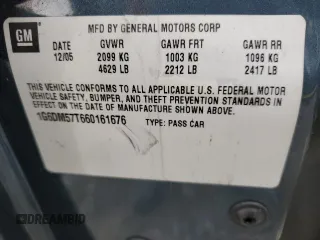 GM
MFD BY GENERAL MOTORS CORP
DATE GVWR GAWR FRT GAWR RR
12/05 2099 KG 1003 KG 1096 KG
4629 LB 2212 LB 2417 LB
THIS VEHICLE CONFORMS TO ALL APPLICABLE U.S. FEDERAL MOTOR
VEHICLE SAFETY, BUMPER, AND THEFT PREVENTION STANDARDS IN
EFFECT ON THE DATE OF MANUFACTURE SHOWN ABOVE.
1G6DM57T660161676 TYPE: PASS CAR
DREAMBID